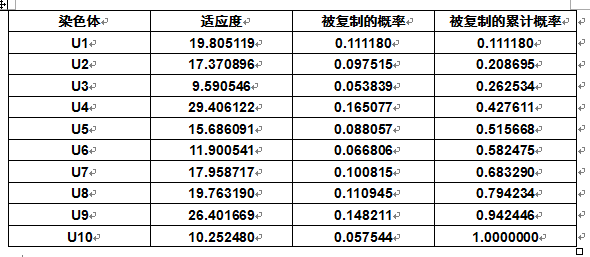 染色体 适应度 被复制的概率 被复制的累计概率
U1 19.805119 0.111180 0.111180
U2 17.370896 0.097515 0.208695
U3 9.590546 0.053839 0.262534
U4 29.406122 0.165077 0.427611
U5 15.686091 0.088057 0.515668
U6 11.900541 0.066806 0.582475
U7 17.958717 0.100815 0.683290
U8 19.763190 0.110945 0.794234
U9 26.401669 0.148211 0.942446
U10 10.252480 0.057544 1.0000000